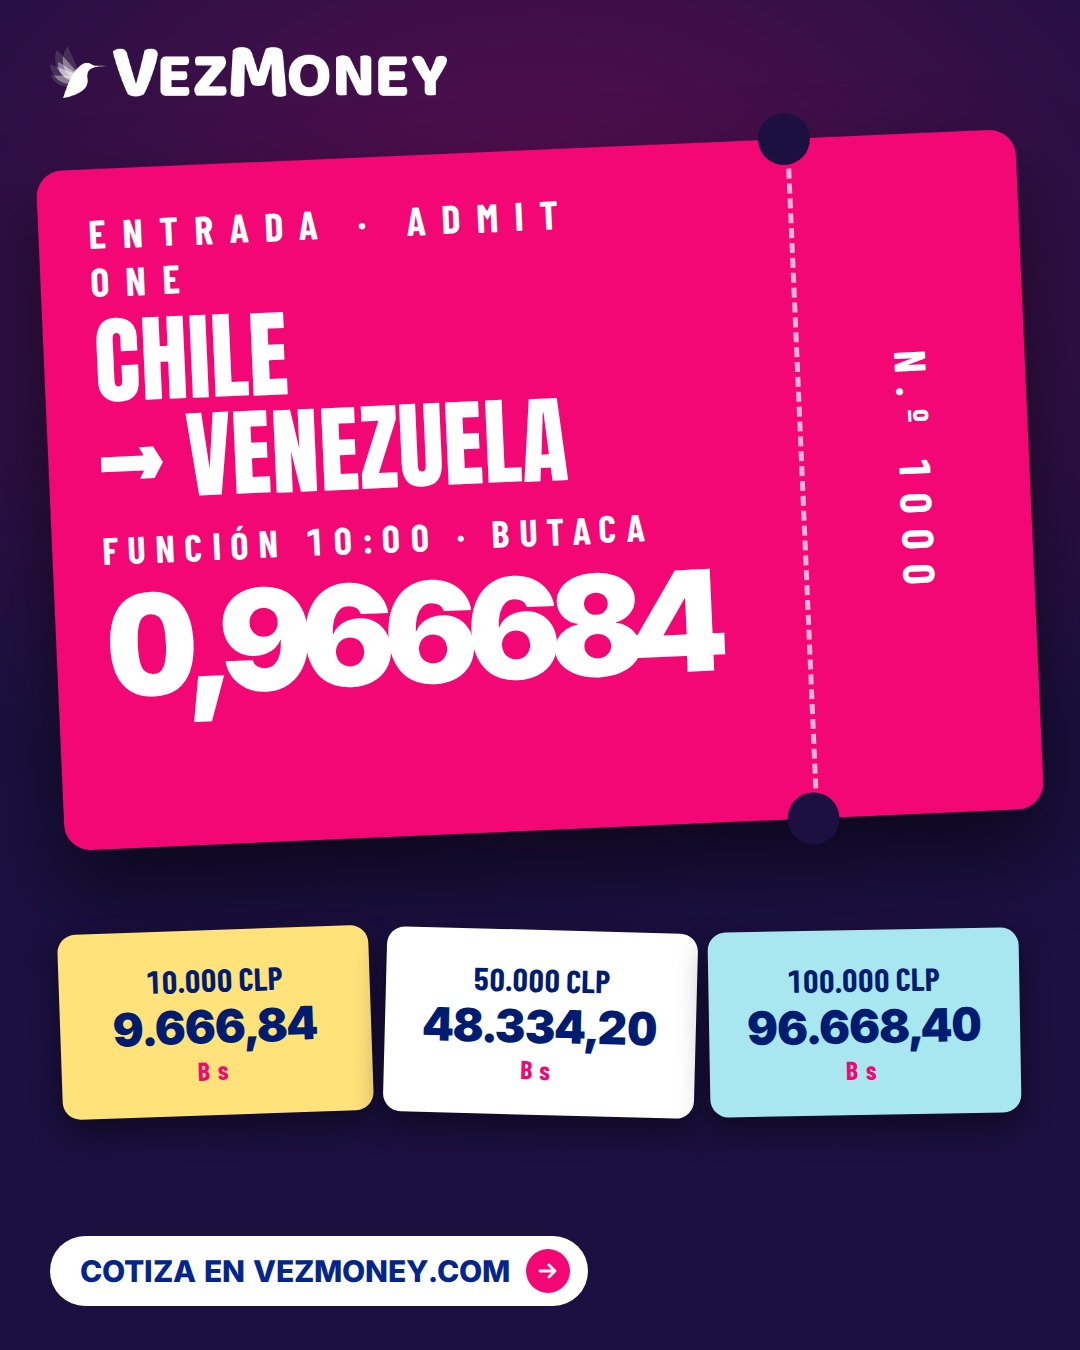 VEZMONEY
ENTRADA · ADMIT
ONE
CHILE
→ VENEZUELA
FUNCIÓN 10:00 · BUTACA
0,966684
N.º 1000
10.000 CLP
9.666,84
Bs
50.000 CLP
48.334,20
Bs
100.000 CLP
96.668,40
Bs
COTIZA EN VEZMONEY.COM →